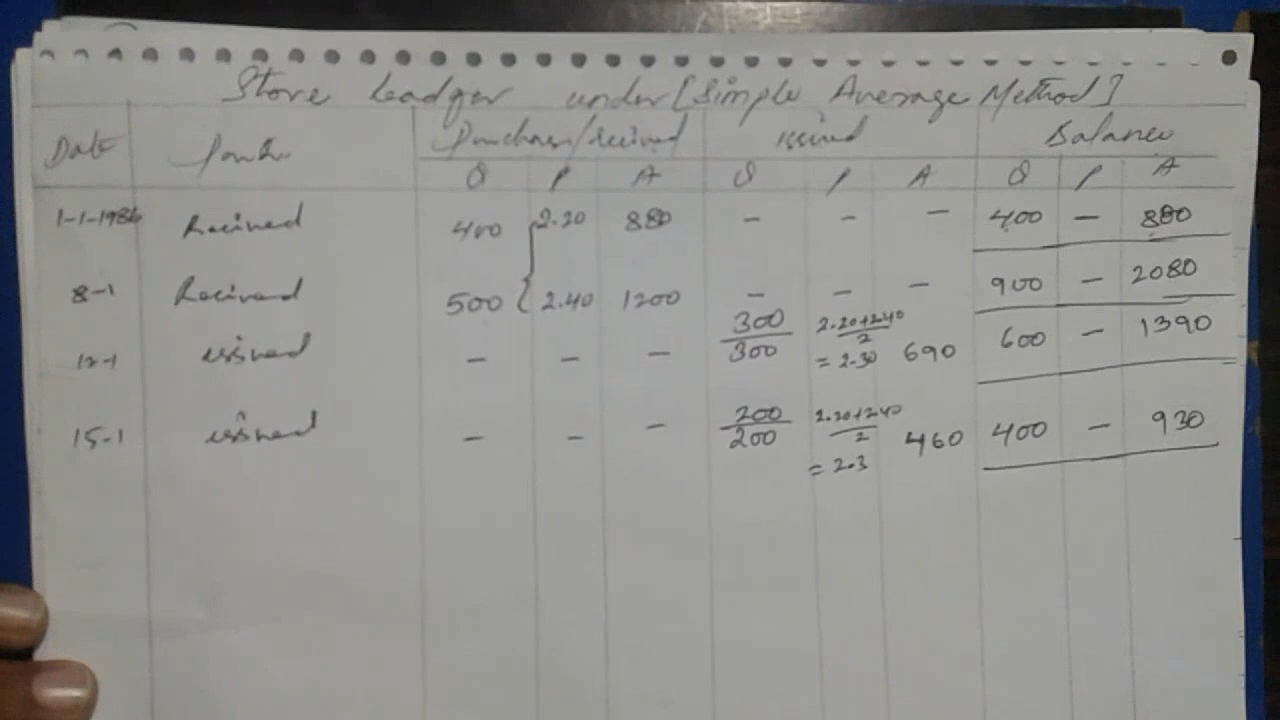 Store Leadger under [Simple Average Method]
Date Purchases/received issued Balance
Q P A Q P A Q P A
1-1-1986 Received 400 2.20 880 - - - 400 - 880
8-1 Received 500 2.40 1200 - - - 900 - 2080
12-1 issued - - - 300/300 2.20+2.40/2 = 2.30 690 600 - 1390
15-1 issued - - - 200/200 2.20+2.40/2 = 2.3 460 400 - 930